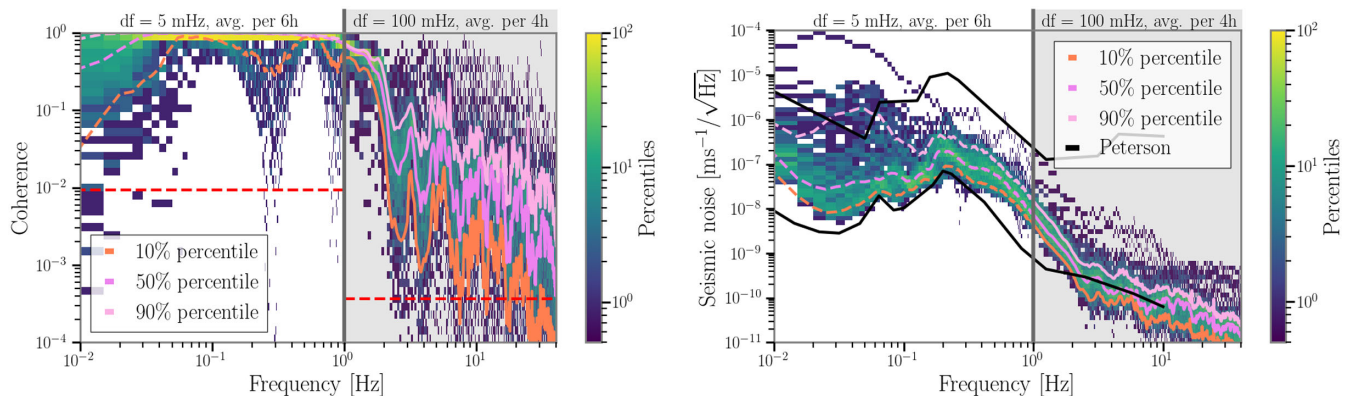 df = 5 mHz, avg. per 6h
df = 100 mHz, avg. per 4h
10^0
10^-1
10^-2
10^-3
10^-4
Coherence
10% percentile
50% percentile
90% percentile
10^-2
10^-1
10^0
10^1
Frequency [Hz]
10^2
10^1
10^0
Percentiles
df = 5 mHz, avg. per 6h
df = 100 mHz, avg. per 4h
10^-4
10^-5
10^-6
10^-7
10^-8
10^-9
10^-10
10^-11
Seismic noise [ms^-1/√Hz]
10% percentile
50% percentile
90% percentile
Peterson
10^-2
10^-1
10^0
10^1
Frequency [Hz]
10^2
10^1
10^0
Percentiles